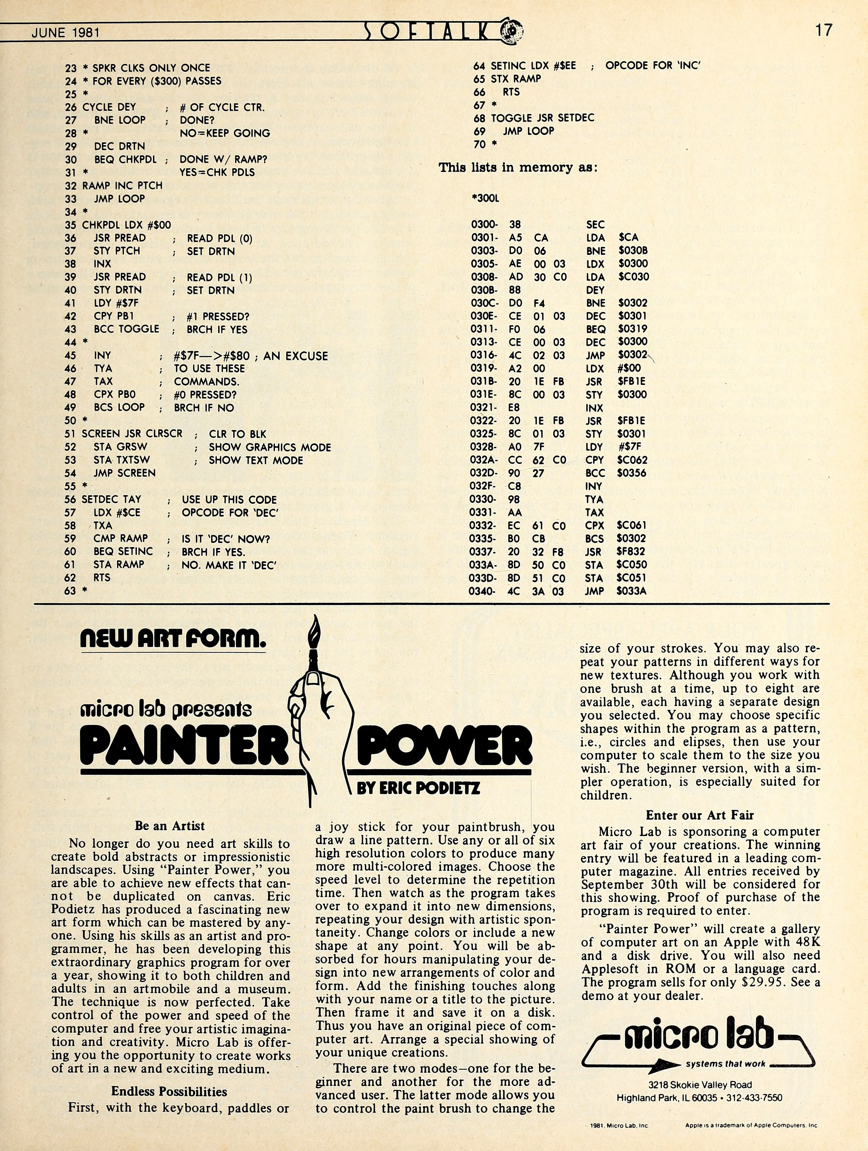 JUNE 1981
SOFTALK
17
23 * SPKR CLKS ONLY ONCE
24 * FOR EVERY ($300) PASSES
25 *
26 CYCLE DEY ; # OF CYCLE CTR.
27 BNE LOOP ; DONE?
28 * NO=KEEP GOING
29 DEC DRTN
30 BEQ CHKPDL ; DONE W/ RAMP?
31 * YES=CHK PDLS
32 RAMP INC PTCH
33 JMP LOOP
34 *
35 CHKPDL LDX #$00
36 JSR PREAD ; READ PDL (0)
37 STY PTCH ; SET DRTN
38 INX
39 JSR PREAD ; READ PDL (1)
40 STY DRTN ; SET DRTN
41 LDY #$7F
42 CPY PB1 ; #1 PRESSED?
43 BCC TOGGLE ; BRCH IF YES
44 *
45 INY ; #$7F—>#$80 ; AN EXCUSE
46 TYA ; TO USE THESE
47 TAX ; COMMANDS.
48 CPX PB0 ; #0 PRESSED?
49 BCS LOOP ; BRCH IF NO
50 *
51 SCREEN JSR CLRSCR ; CLR TO BLK
52 STA GRSW ; SHOW GRAPHICS MODE
53 STA TXTSW ; SHOW TEXT MODE
54 JMP SCREEN
55 *
56 SETDEC TAY ; USE UP THIS CODE
57 LDX #$CE ; OPCODE FOR 'DEC'
58 TXA
59 CMP RAMP ; IS IT 'DEC' NOW?
60 BEQ SETINC ; BRCH IF YES.
61 STA RAMP ; NO. MAKE IT 'DEC'
62 RTS
63 *
64 SETINC LDX #$EE ; OPCODE FOR 'INC'
65 STX RAMP
66 RTS
67 *
68 TOGGLE JSR SETDEC
69 JMP LOOP
70 *
This lists in memory as:
*300L
0300- 38 SEC
0301- A5 CA LDA $CA
0303- D0 06 BNE $030B
0305- AE 00 03 LDX $0300
0308- AD 30 C0 LDA $C030
030B- 88 DEY
030C- D0 F4 BNE $0302
030E- CE 01 03 DEC $0301
0311- F0 06 BEQ $0319
0313- CE 00 03 DEC $0300
0316- 4C 02 03 JMP $0302
0319- A2 00 LDX #$00
031B- 20 1E FB JSR $FB1E
031E- 8C 00 03 STY $0300
0321- E8 INX
0322- 20 1E FB JSR $FB1E
0325- 8C 01 03 STY $0301
0328- A0 7F LDY #$7F
032A- CC 62 C0 CPY $C062
032D- 90 27 BCC $0356
032F- C8 INY
0330- 98 TYA
0331- AA TAX
0332- EC 61 C0 CPX $C061
0335- B0 CB BCS $0302
0337- 20 32 F8 JSR $F832
033A- 8D 50 C0 STA $C050
033D- 8D 51 C0 STA $C051
0340- 4C 3A 03 JMP $033A
NEW ART FORM.
micro lab presents
PAINTER POWER
BY ERIC PODIETZ
Be an Artist
No longer do you need art skills to
create bold abstracts or impressionistic
landscapes. Using "Painter Power," you
are able to achieve new effects that can-
not be duplicated on canvas. Eric
Podietz has produced a fascinating new
art form which can be mastered by any-
one. Using his skills as an artist and pro-
grammer, he has been developing this
extraordinary graphics program for over
a year, showing it to both children and
adults in an artmobile and a museum.
The technique is now perfected. Take
control of the power and speed of the
computer and free your artistic imagina-
tion and creativity. Micro Lab is offer-
ing you the opportunity to create works
of art in a new and exciting medium.
Endless Possibilities
First, with the keyboard, paddles or
a joy stick for your paintbrush, you
draw a line pattern. Use any or all of six
high resolution colors to produce many
more multi-colored images. Choose the
speed level to determine the repetition
time. Then watch as the program takes
over to expand it into new dimensions,
repeating your design with artistic spon-
taneity. Change colors or include a new
shape at any point. You will be ab-
sorbed for hours manipulating your de-
sign into new arrangements of color and
form. Add the finishing touches along
with your name or a title to the picture.
Then frame it and save it on a disk.
Thus you have an original piece of com-
puter art. Arrange a special showing of
your unique creations.
There are two modes—one for the be-
ginner and another for the more ad-
vanced user. The latter mode allows you
to control the paint brush to change the
size of your strokes. You may also re-
peat your patterns in different ways for
new textures. Although you work with
one brush at a time, up to eight are
available, each having a separate design
you selected. You may choose specific
shapes within the program as a pattern,
i.e., circles and elipses, then use your
computer to scale them to the size you
wish. The beginner version, with a sim-
pler operation, is especially suited for
children.
Enter our Art Fair
Micro Lab is sponsoring a computer
art fair of your creations. The winning
entry will be featured in a leading com-
puter magazine. All entries received by
September 30th will be considered for
this showing. Proof of purchase of the
program is required to enter.
"Painter Power" will create a gallery
of computer art on an Apple with 48K
and a disk drive. You will also need
Applesoft in ROM or a language card.
The program sells for only $29.95. See a
demo at your dealer.
micro lab
systems that work
3218 Skokie Valley Road
Highland Park, IL 60035 • 312-433-7550
1981. Micro Lab, Inc. Apple is a trademark of Apple Computers, Inc.